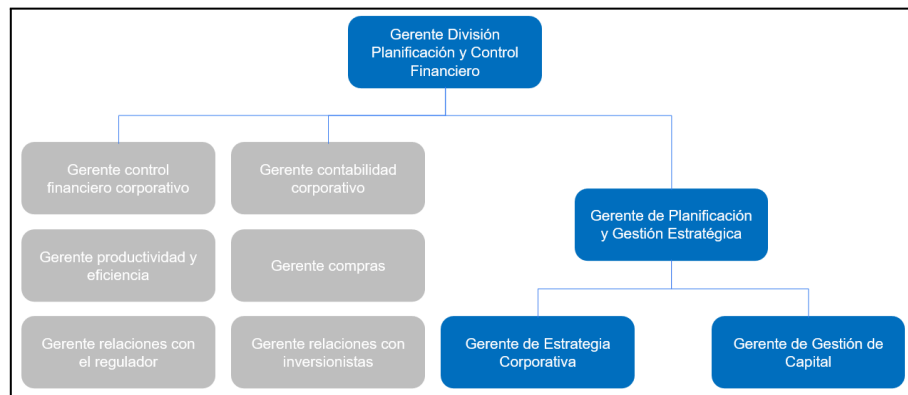 Gerente División
Planificación y Control
Financiero
Gerente control
financiero corporativo
Gerente contabilidad
corporativo
Gerente de Planificación
y Gestión Estratégica
Gerente productividad y
eficiencia
Gerente compras
Gerente relaciones con
el regulador
Gerente relaciones con
inversionistas
Gerente de Estrategia
Corporativa
Gerente de Gestión de
Capital